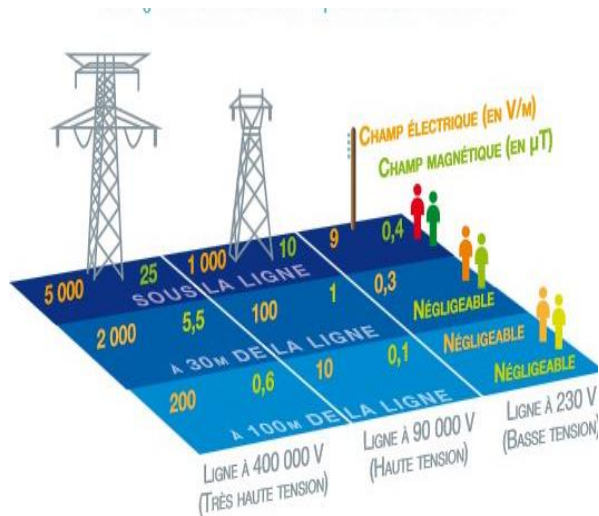 CHAMP ÉLECTRIQUE (EN V/M)
CHAMP MAGNÉTIQUE (EN µT)
5 000 25 1 000 10 9 0,4
SOUS LA LIGNE
2 000 5,5 100 1 0,3 NÉGLIGEABLE
À 30M DE LA LIGNE
200 0,6 10 0,1 NÉGLIGEABLE
NÉGLIGEABLE
À 100M DE LA LIGNE
LIGNE À 400 000 V
(TRÈS HAUTE TENSION)
LIGNE À 90 000 V
(HAUTE TENSION)
LIGNE À 230 V
(BASSE TENSION)